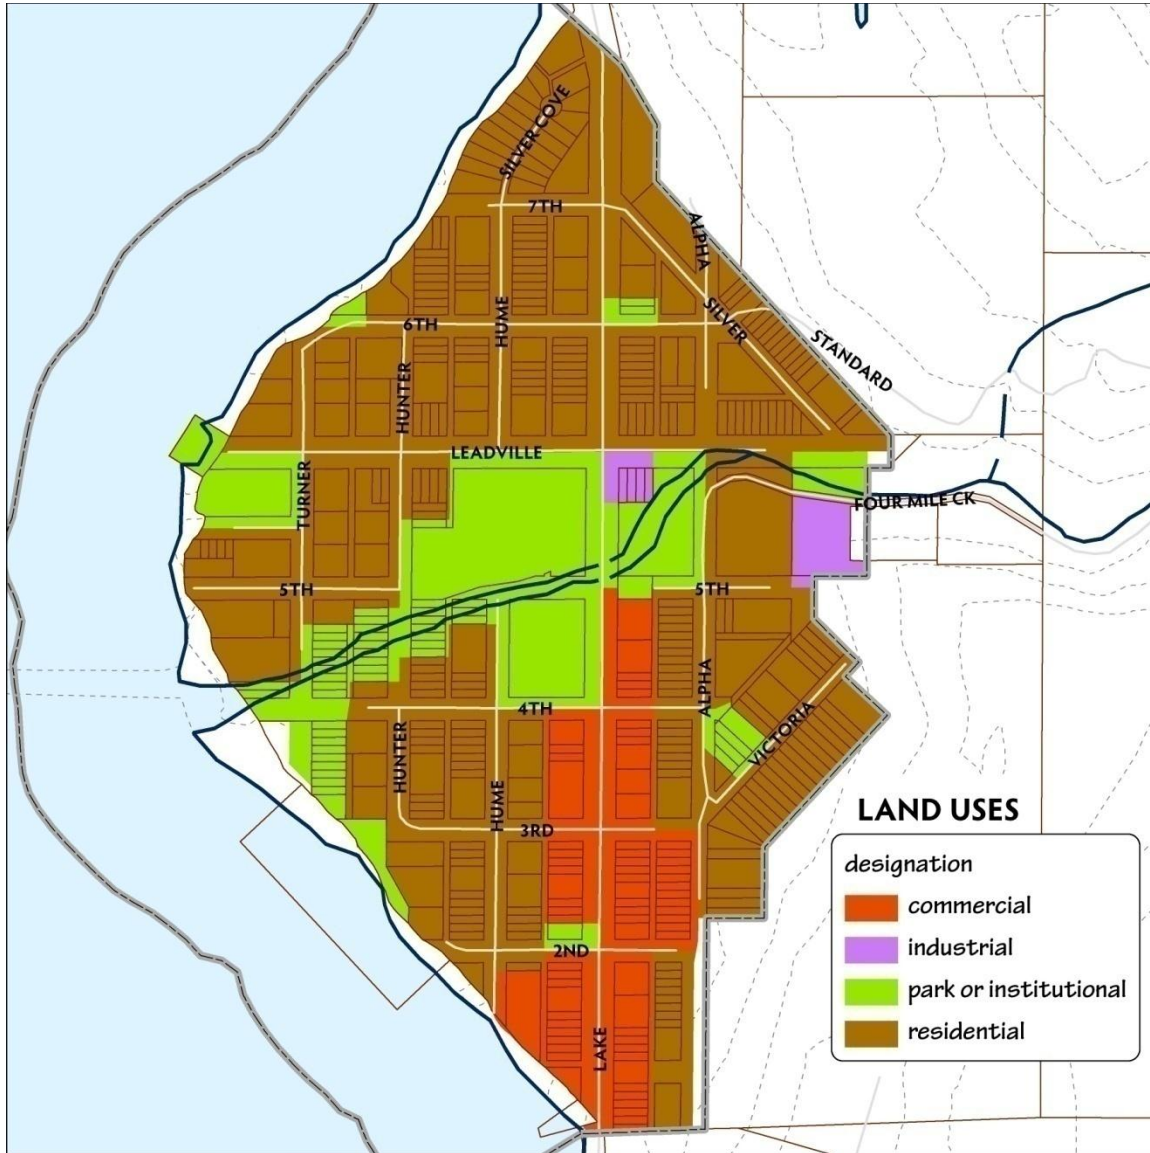 SILVER COVE
7TH
ALPHA
6TH
HUME
SILVER
STANDARD
HUNTER
LEADVILLE
TURNER
FOUR MILE CK
5TH
5TH
4TH
ALPHA
HUNTER
HUME
VICTORIA
3RD
2ND
LAKE
LAND USES
designation
commercial
industrial
park or institutional
residential